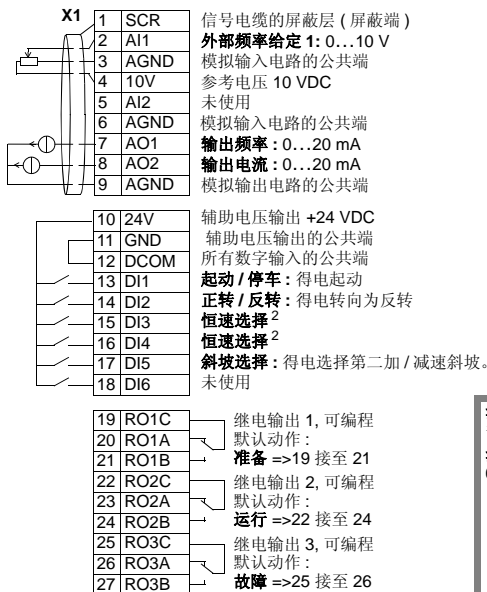 X1
1 SCR 信号电缆的屏蔽层 ( 屏蔽端 )
2 AI1 外部频率给定 1: 0…10 V
3 AGND 模拟输入电路的公共端
4 10V 参考电压 10 VDC
5 AI2 未使用
6 AGND 模拟输入电路的公共端
7 AO1 输出频率 : 0…20 mA
8 AO2 输出电流 : 0…20 mA
9 AGND 模拟输出电路的公共端
10 24V 辅助电压输出 +24 VDC
11 GND 辅助电压输出的公共端
12 DCOM 所有数字输入的公共端
13 DI1 起动 / 停车 : 得电起动
14 DI2 正转 / 反转 : 得电转向为反转
15 DI3 恒速选择 2
16 DI4 恒速选择 2
17 DI5 斜坡选择 : 得电选择第二加 / 减速斜坡。
18 DI6 未使用
19 RO1C 继电输出 1, 可编程
20 RO1A 默认动作 :
21 RO1B 准备 =>19 接至 21
22 RO2C 继电输出 2, 可编程
23 RO2A 默认动作 :
24 RO2B 运行 =>22 接至 24
25 RO3C 继电输出 3, 可编程
26 RO3A 默认动作 :
27 RO3B 故障 =>25 接至 26